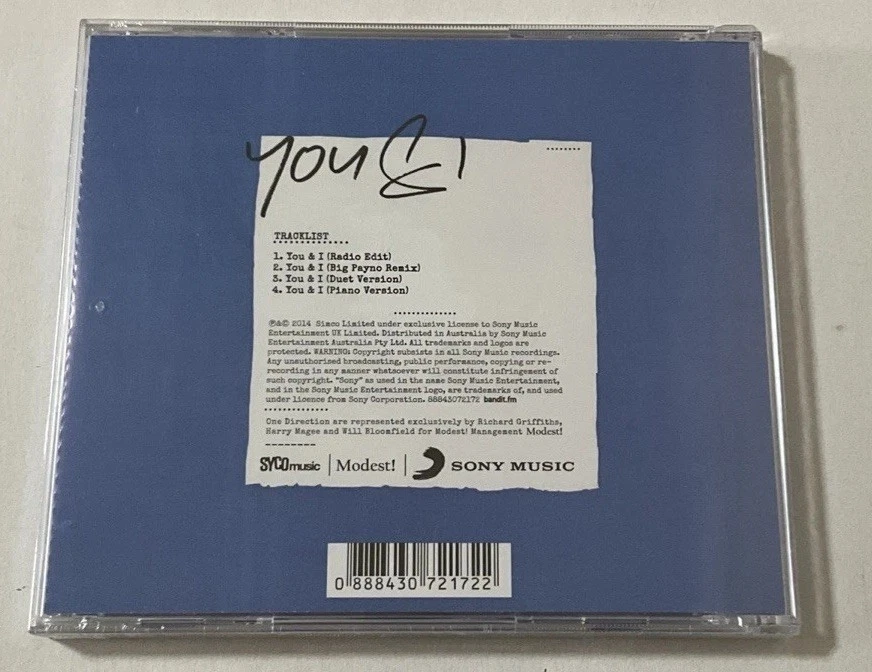 you & I
TRACKLIST
1. You & I (Radio Edit)
2. You & I (Big Payno Remix)
3. You & I (Duet Version)
4. You & I (Piano Version)
℗&© 2014 Simco Limited under exclusive license to Sony Music
Entertainment UK Limited. Distributed in Australia by Sony Music
Entertainment Australia Pty Ltd. All trademarks and logos are
protected. WARNING: Copyright subsists in all Sony Music recordings.
Any unauthorised broadcasting, public performance, copying or re-
recording in any manner whatsoever will constitute infringement of
such copyright. "Sony" as used in the name Sony Music Entertainment,
and in the Sony Music Entertainment logo, are trademarks of, and used
under licence from Sony Corporation. 88843072172 bandit.fm
One Direction are represented exclusively by Richard Griffiths,
Harry Magee and Will Bloomfield for Modest! Management Modest!
SYCOmusic | Modest! | SONY MUSIC
0 888430 721722